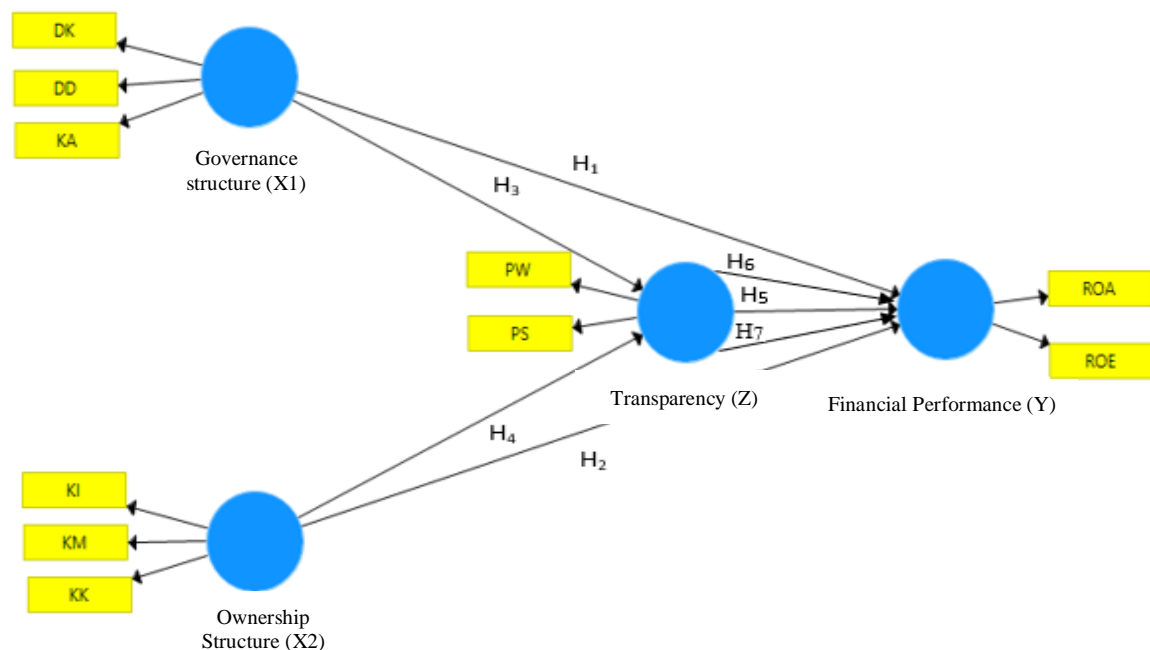 DK
DD
KA
Governance
structure (X1)
H₁
H₃
PW
PS
H₆
H₅
H7
Transparency (Z)
ROA
ROE
Financial Performance (Y)
H₄
H₂
KI
KM
KK
Ownership
Structure (X2)